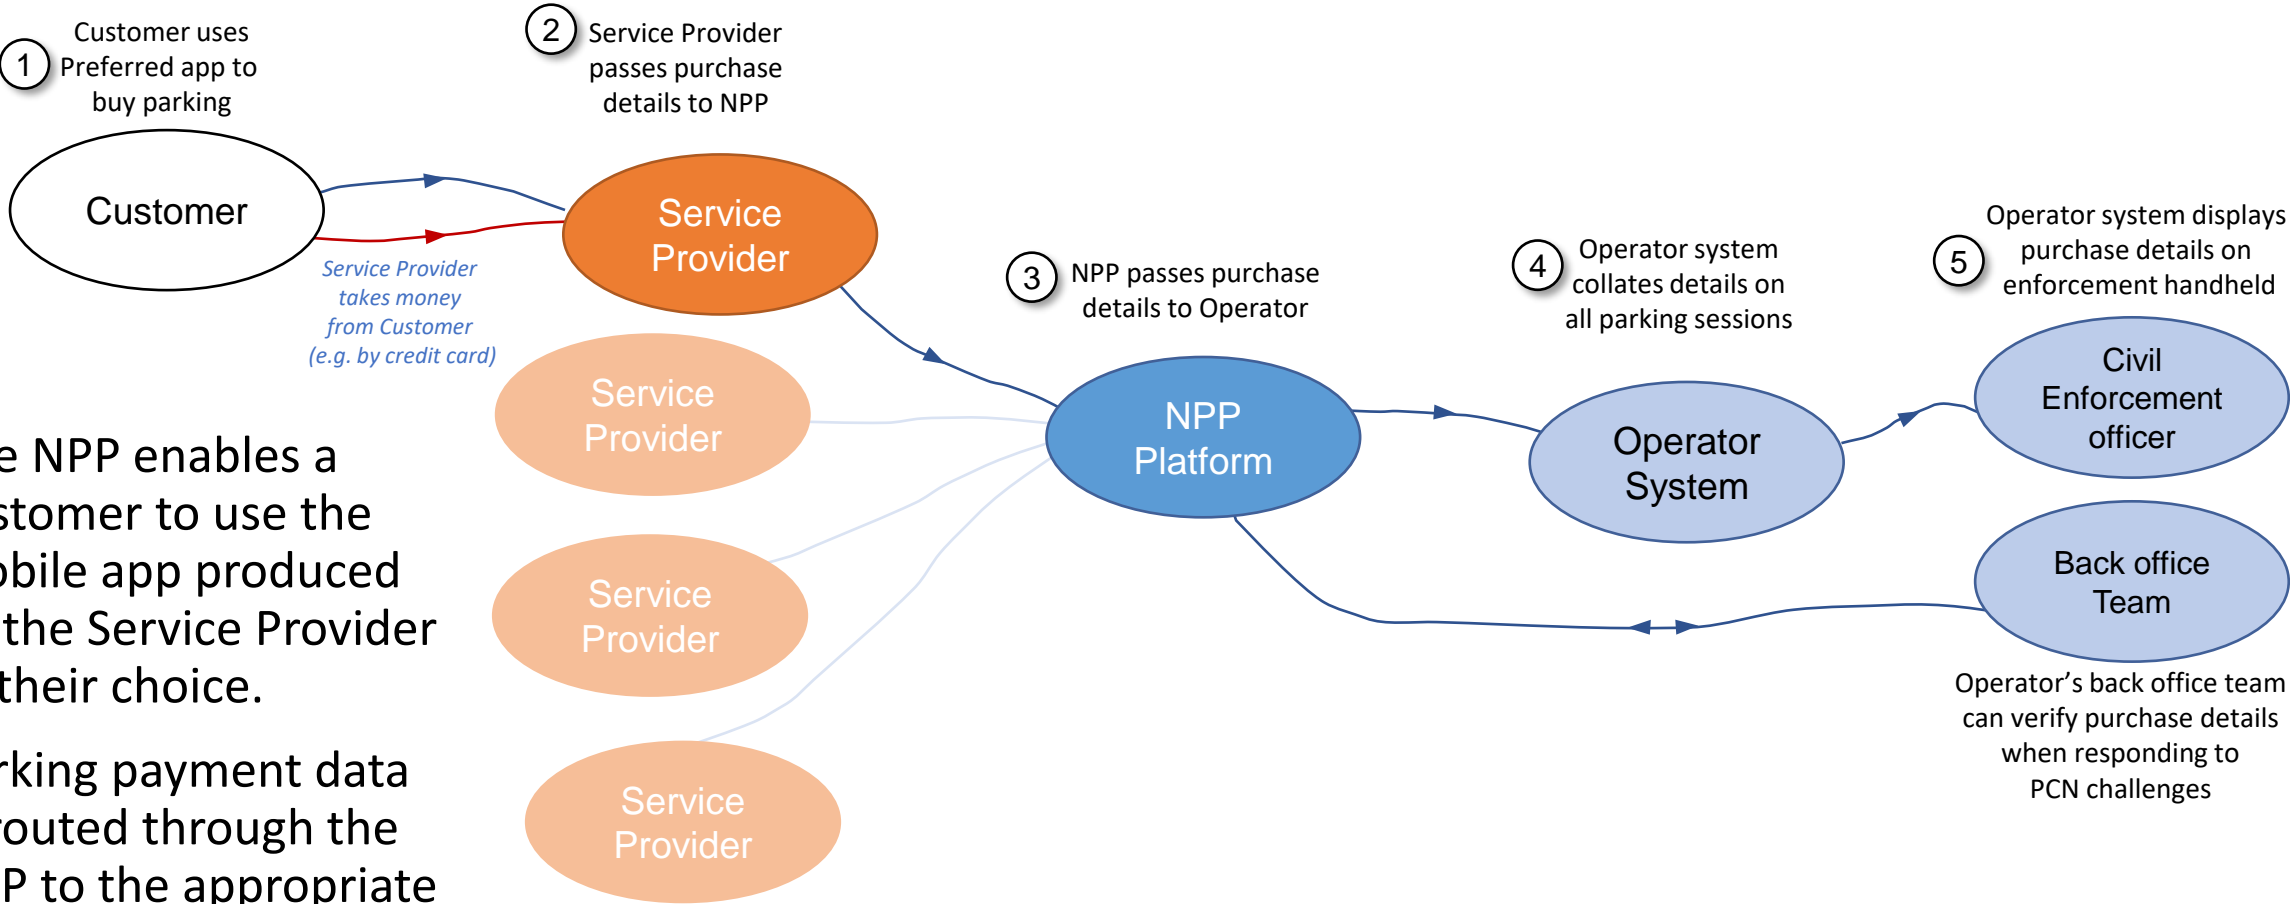 1
Customer uses
Preferred app to
buy parking
2
Service Provider
passes purchase
details to NPP
Customer
Service Provider
takes money
from Customer
(e.g. by credit card)
Service
Provider
Service
Provider
Service
Provider
Service
Provider
3
NPP passes purchase
details to Operator
NPP
Platform
4
Operator system
collates details on
all parking sessions
Operator
System
5
Operator system displays
purchase details on
enforcement handheld
Civil
Enforcement
officer
Back office
Team
Operator’s back office team
can verify purchase details
when responding to
PCN challenges
e NPP enables a
stomer to use the
obile app produced
the Service Provider
their choice.
rking payment data
routed through the
P to the appropriate